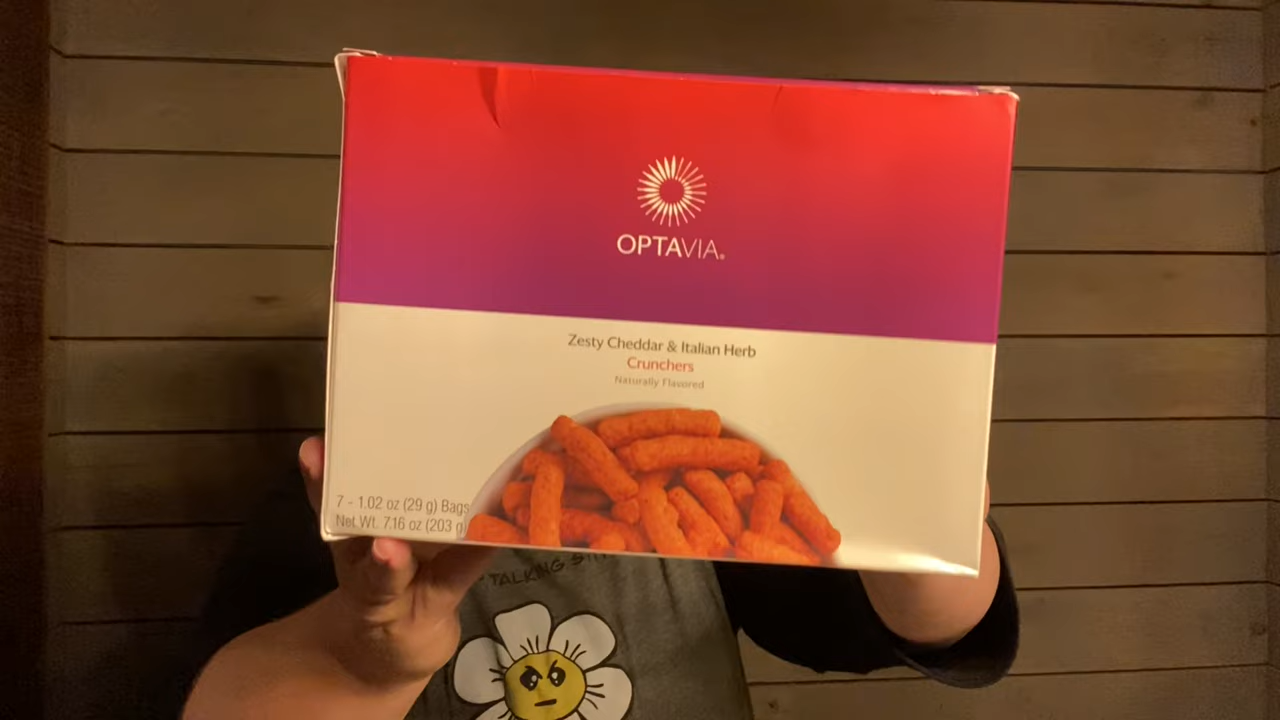 OPTAVIA®
Zesty Cheddar & Italian Herb
Crunchers
Naturally Flavored
7 - 1.02 oz (29 g) Bags
Net Wt. 7.16 oz (203 g)
TALKING